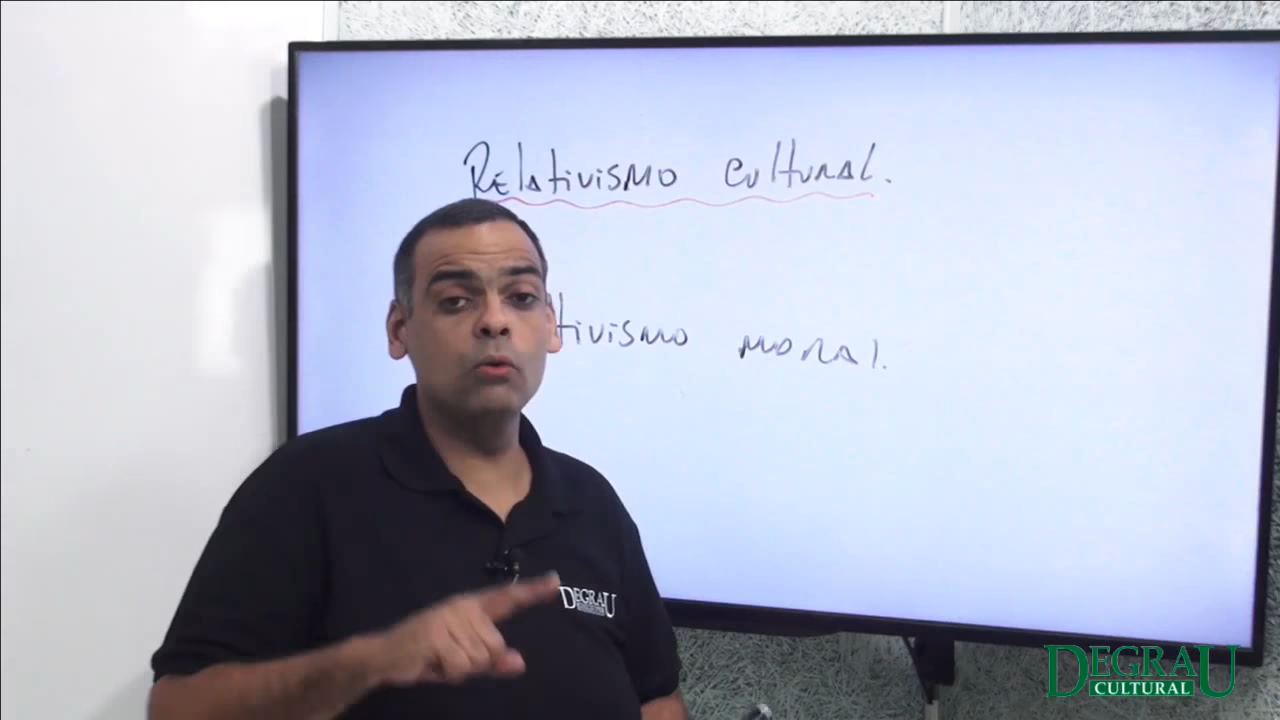 Relativismo cultural.
tivismo moral.
DEGRAU
DEGRAU
CULTURAL